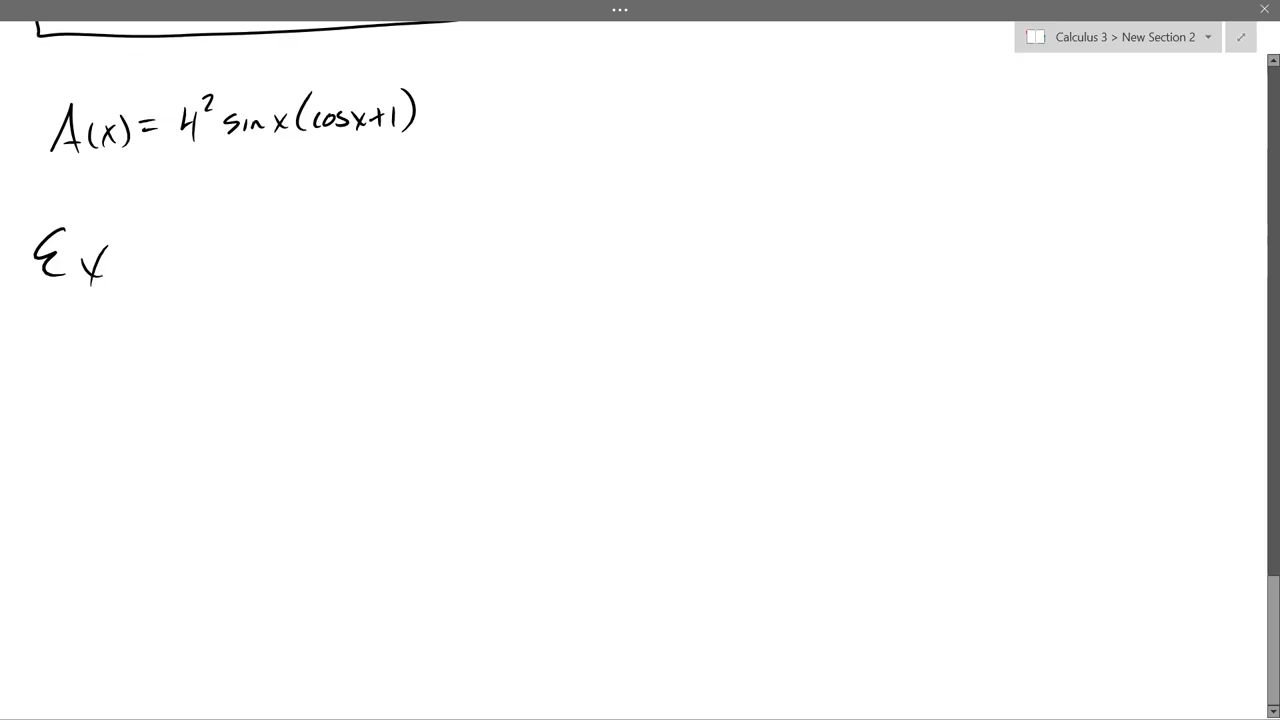 Calculus 3 > New Section 2
A(x) = 4² sin x (cos x + 1)
Ex